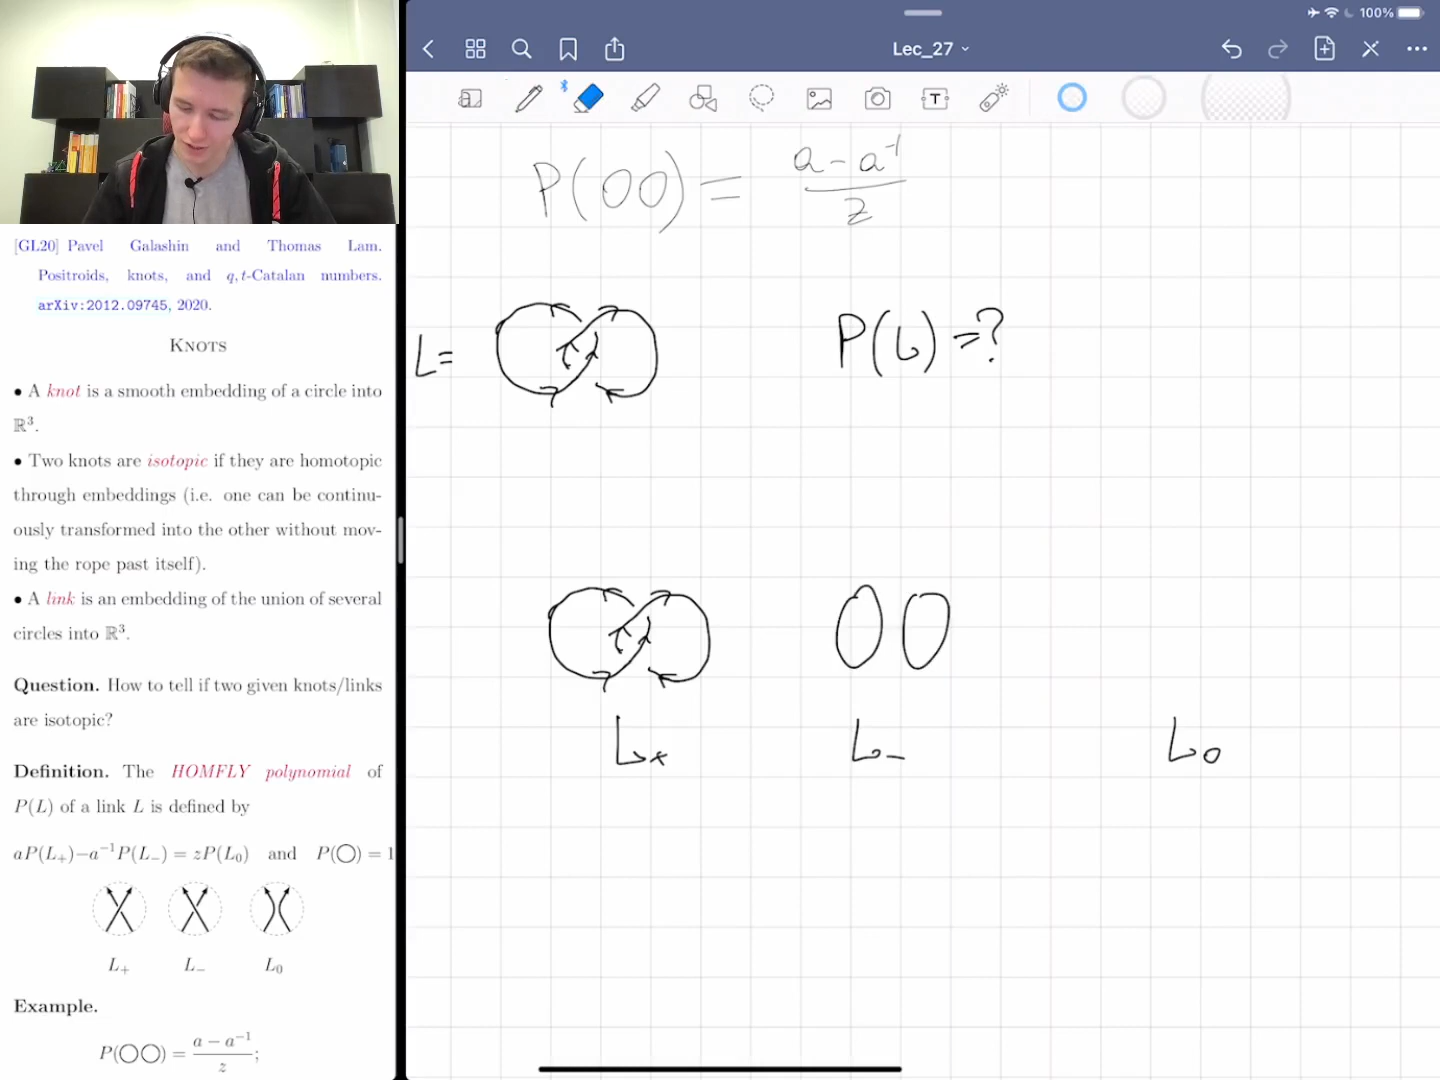 100%
Lec_27
[GL20] Pavel Galashin and Thomas Lam.
Positroids, knots, and q,t-Catalan numbers.
arXiv:2012.09745, 2020.
KNOTS
• A knot is a smooth embedding of a circle into
ℝ³.
• Two knots are isotopic if they are homotopic
through embeddings (i.e. one can be continu-
ously transformed into the other without mov-
ing the rope past itself).
• A link is an embedding of the union of several
circles into ℝ³.
Question. How to tell if two given knots/links
are isotopic?
Definition. The HOMFLY polynomial of
P(L) of a link L is defined by
aP(L₊)−a⁻¹P(L₋) = zP(L₀) and P(◯) = 1
L₊ L₋ L₀
Example.
P(◯◯) = (a − a⁻¹)/z;
P(OO) = (a − a⁻¹)/z
L= P(L) =?
L₊ L₋ L₀